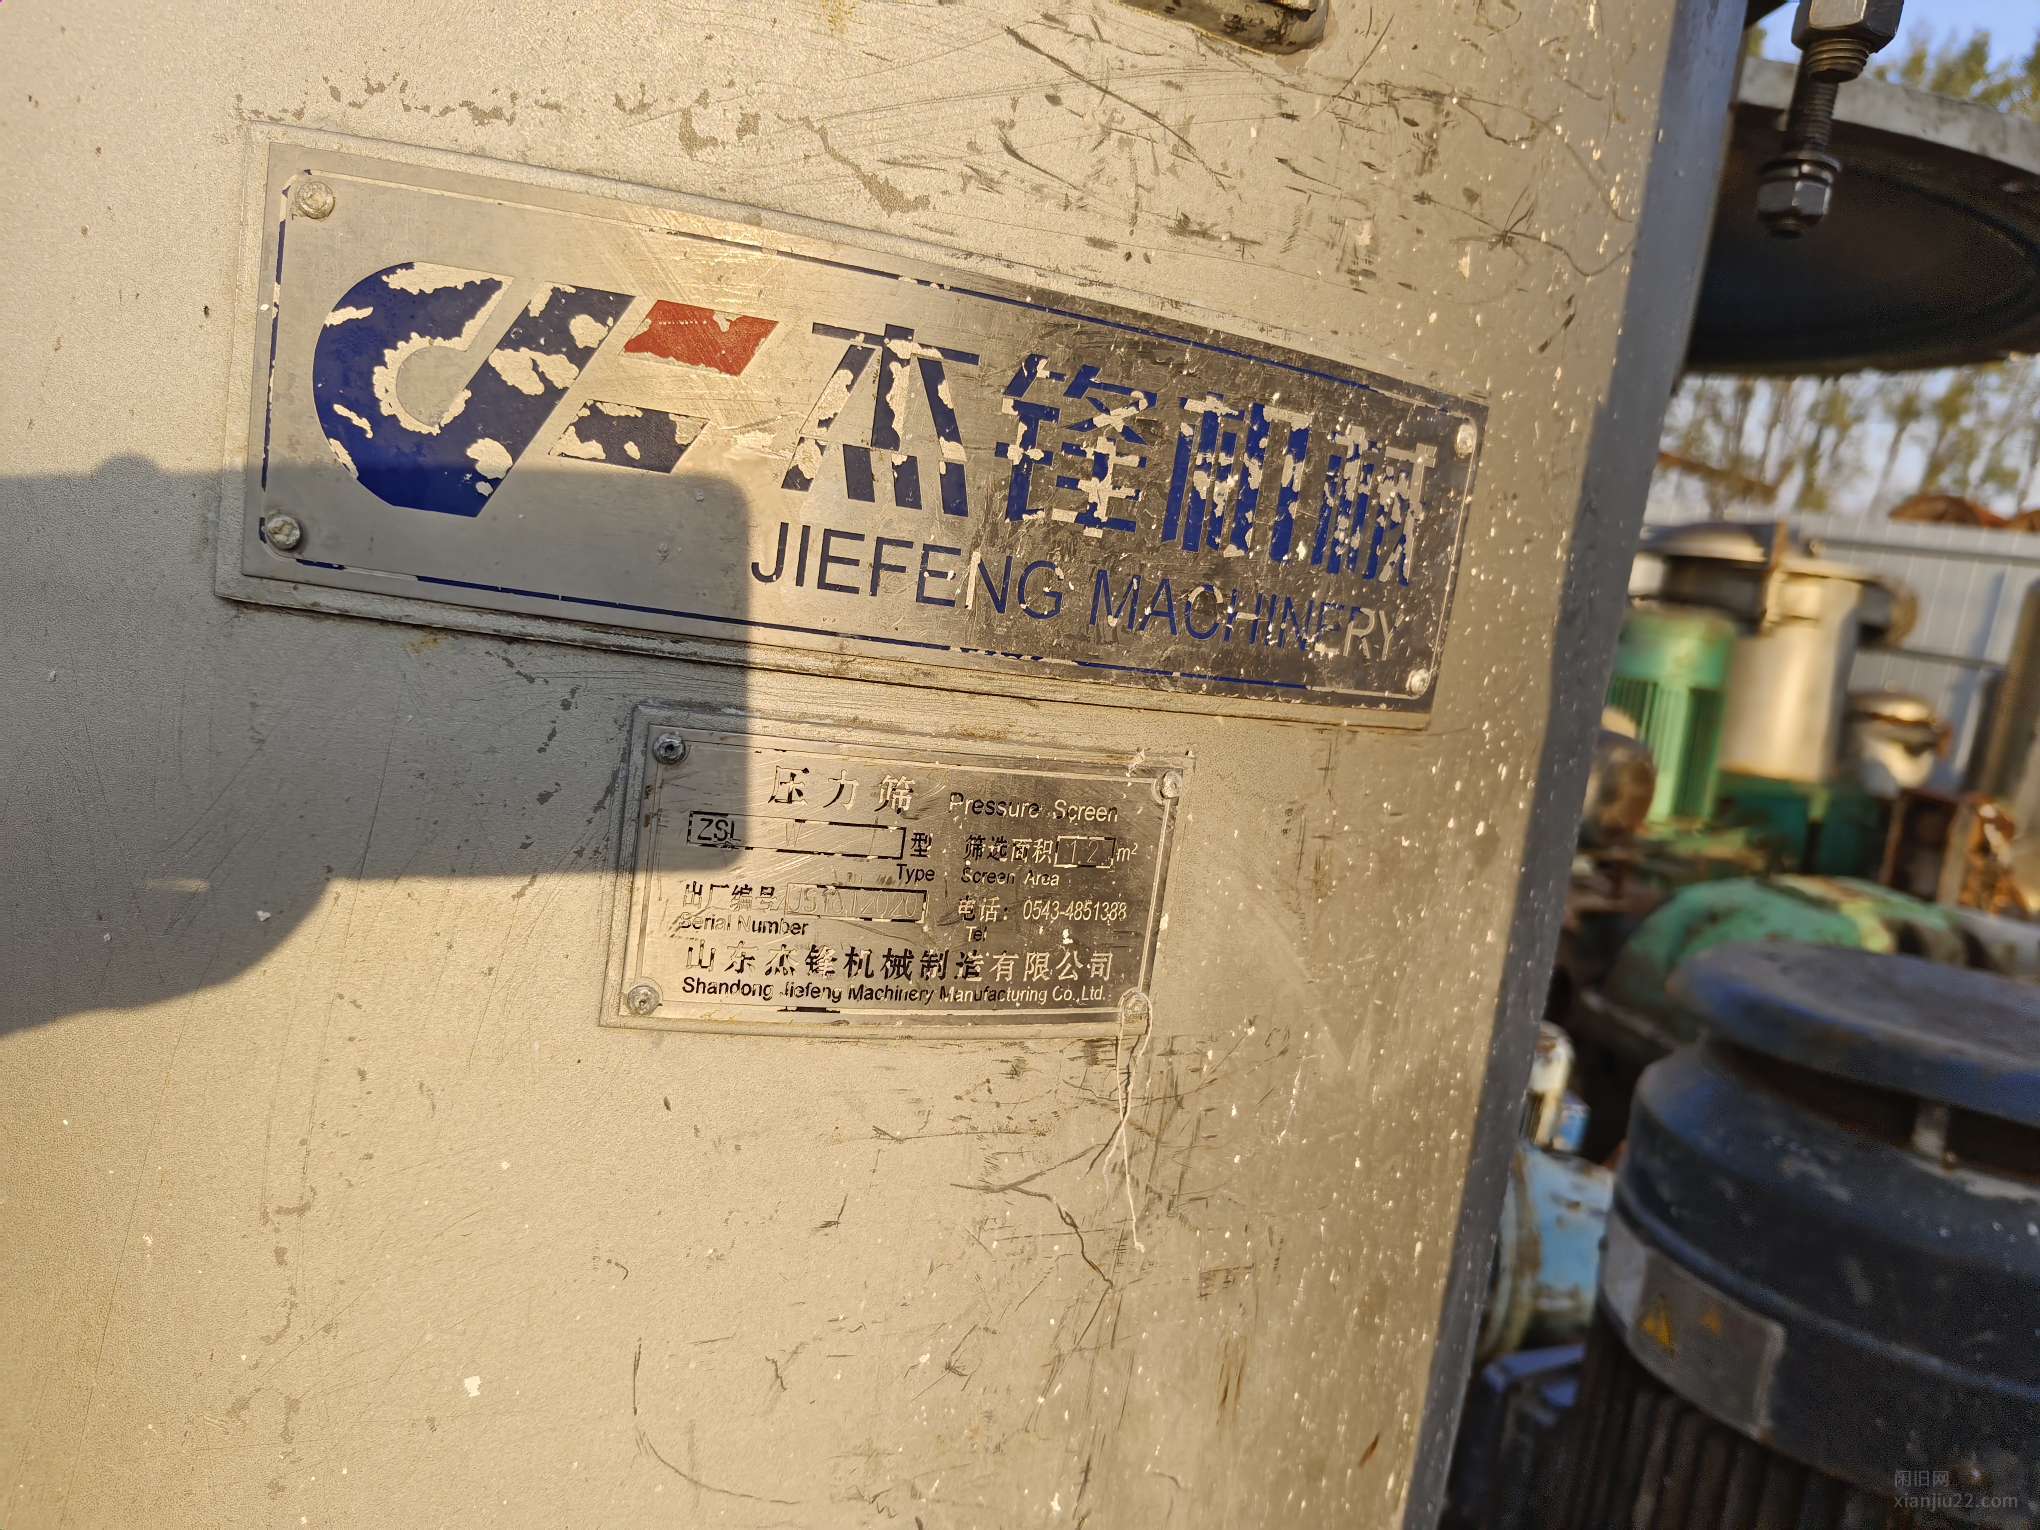 杰锋机械
JIEFENG MACHINERY
压力筛 Pressure Screen
ZSL 型 筛选面积 1.2 m²
Type Screen Area
出厂编号 电话: 0543-4851388
Serial Number Tel
山东杰锋机械制造有限公司
Shandong Jiefeng Machinery Manufacturing Co.,Ltd.
闲旧网
xianjiu22.com